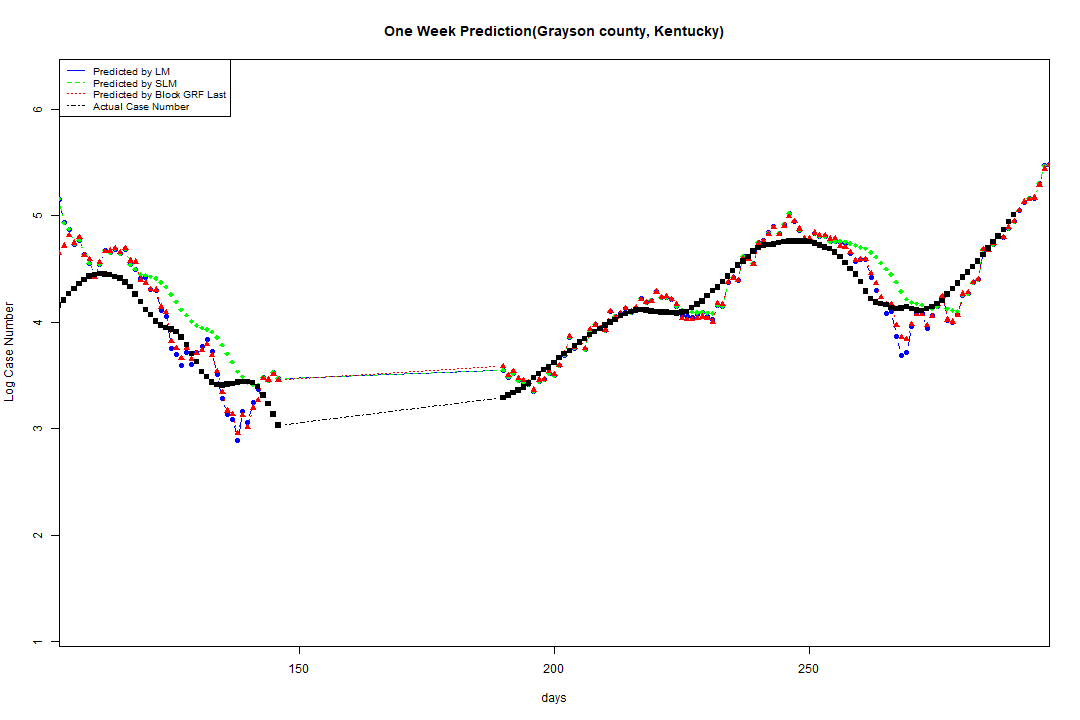 One Week Prediction(Grayson county, Kentucky)
Predicted by LM
Predicted by SLM
Predicted by Block GRF Last
Actual Case Number
6
5
4
3
2
1
Log Case Number
150
200
250
days